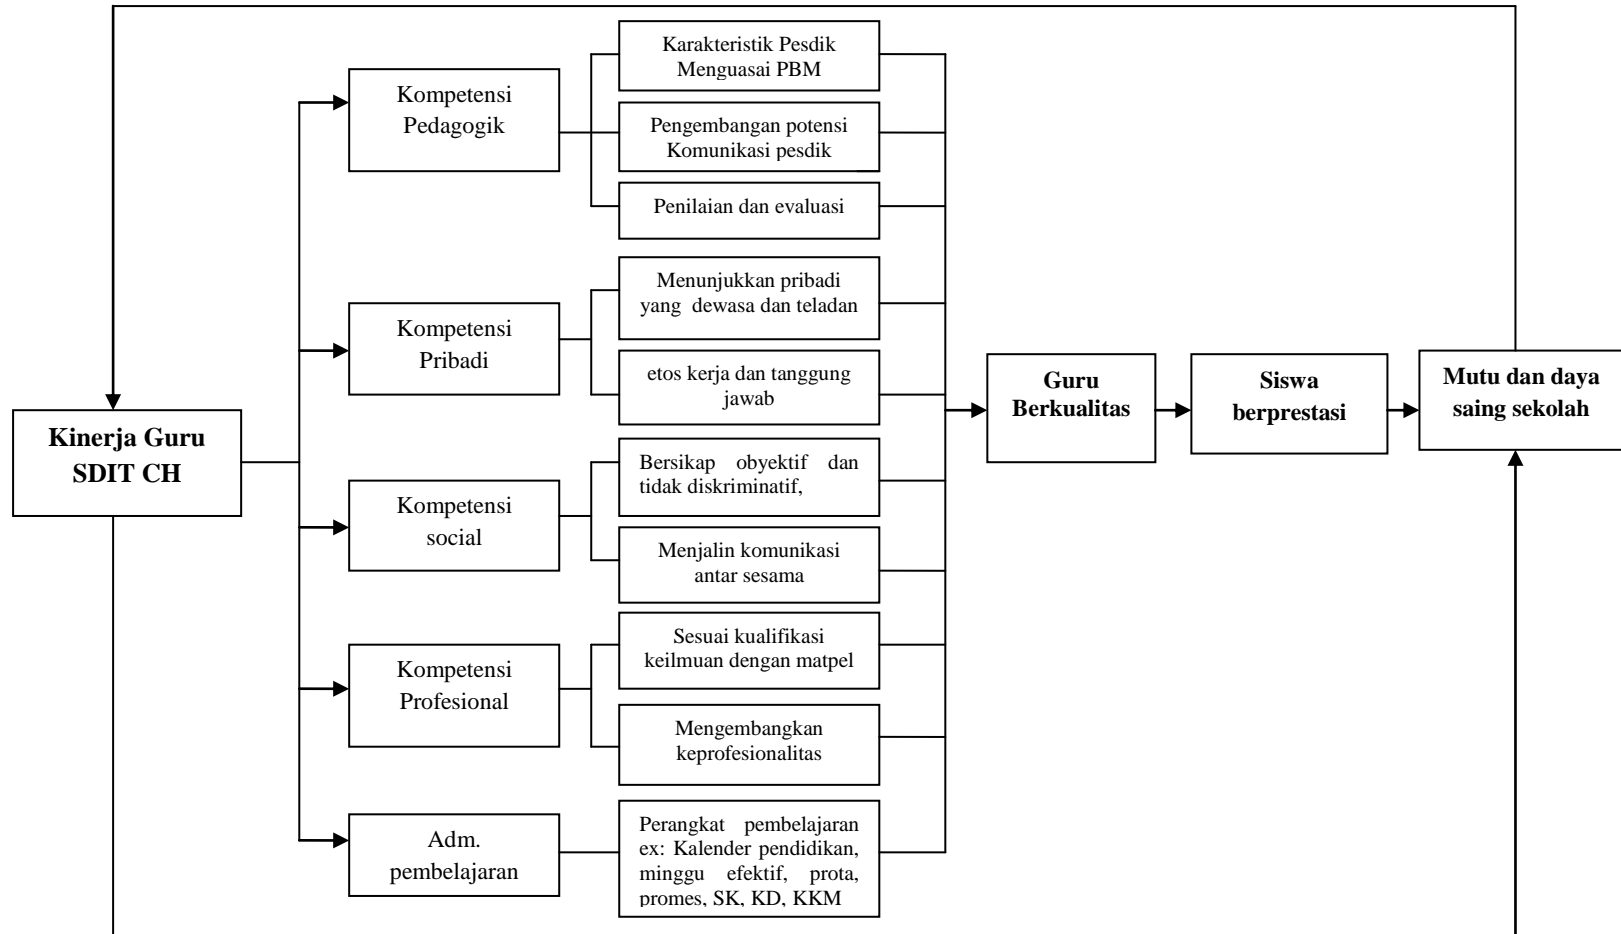 Karakteristik Pesdik
Menguasai PBM
Kompetensi
Pedagogik
Pengembangan potensi
Komunikasi pesdik
Penilaian dan evaluasi
Menunjukkan pribadi
yang dewasa dan teladan
Kompetensi
Pribadi
etos kerja dan tanggung
jawab
Kinerja Guru
SDIT CH
Bersikap obyektif dan
tidak diskriminatif,
Kompetensi
social
Menjalin komunikasi
antar sesama
Sesuai kualifikasi
keilmuan dengan matpel
Kompetensi
Profesional
Mengembangkan
keprofesionalitas
Adm.
pembelajaran
Perangkat pembelajaran
ex: Kalender pendidikan,
minggu efektif, prota,
promes, SK, KD, KKM
Guru
Berkualitas
Siswa
berprestasi
Mutu dan daya
saing sekolah